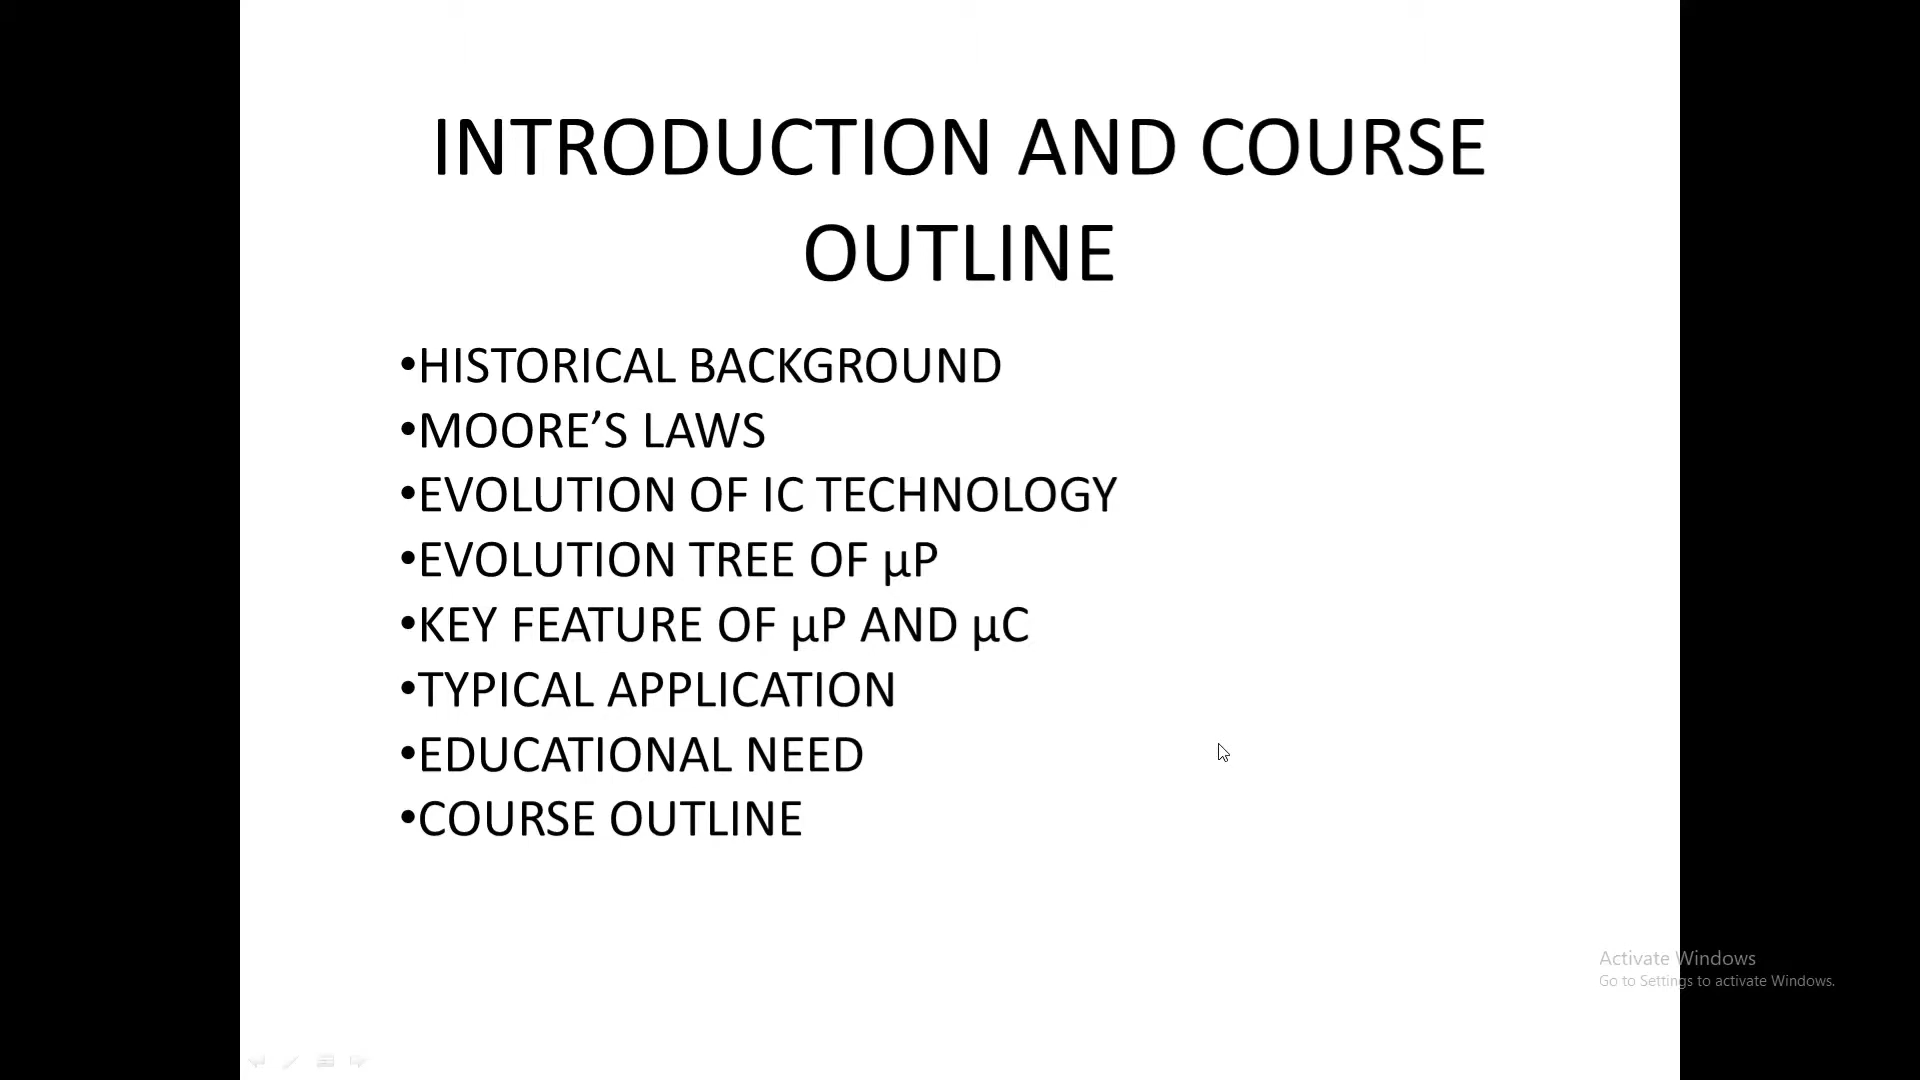 INTRODUCTION AND COURSE
OUTLINE
•HISTORICAL BACKGROUND
•MOORE’S LAWS
•EVOLUTION OF IC TECHNOLOGY
•EVOLUTION TREE OF µP
•KEY FEATURE OF µP AND µC
•TYPICAL APPLICATION
•EDUCATIONAL NEED
•COURSE OUTLINE
Activate Windows
Go to Settings to activate Windows.